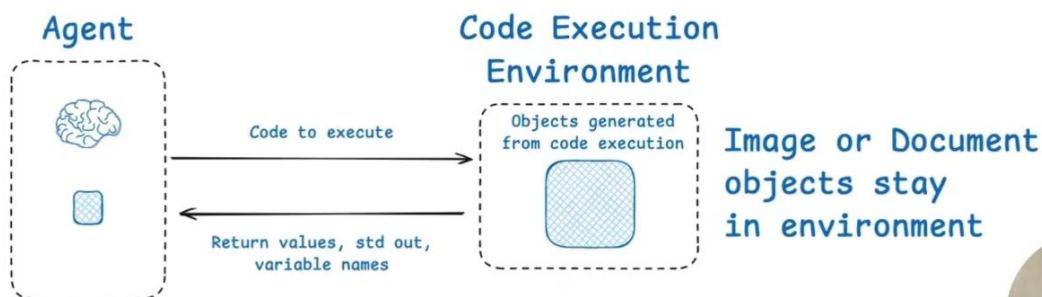 Agent
Code Execution
Environment
Code to execute
Objects generated
from code execution
Return values, std out,
variable names
Image or Document
objects stay
in environment